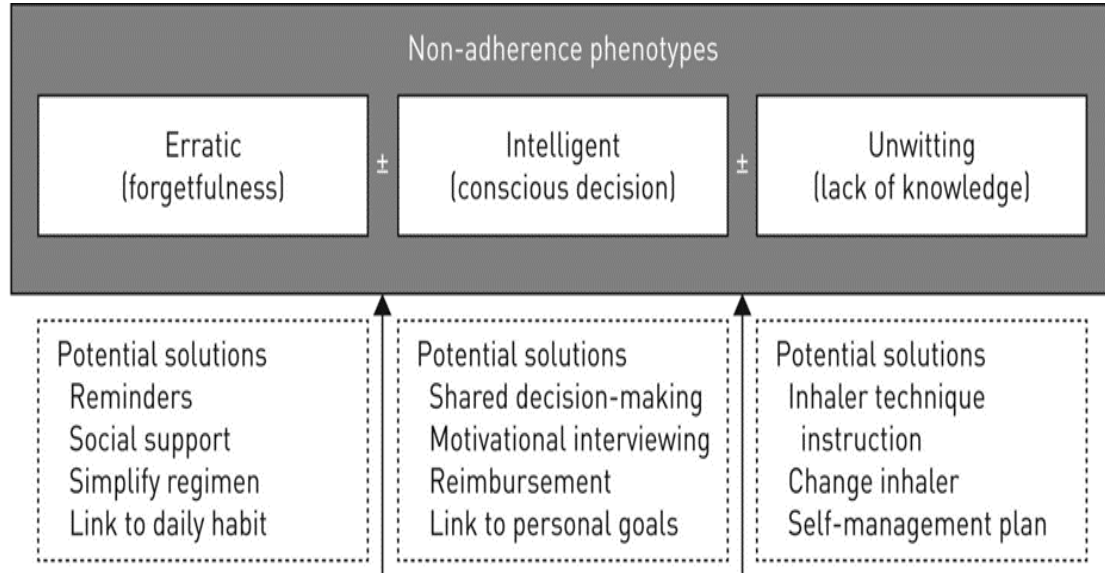 Non-adherence phenotypes
Erratic
(forgetfulness)
±
Intelligent
(conscious decision)
±
Unwitting
(lack of knowledge)
Potential solutions
Reminders
Social support
Simplify regimen
Link to daily habit
Potential solutions
Shared decision-making
Motivational interviewing
Reimbursement
Link to personal goals
Potential solutions
Inhaler technique
instruction
Change inhaler
Self-management plan